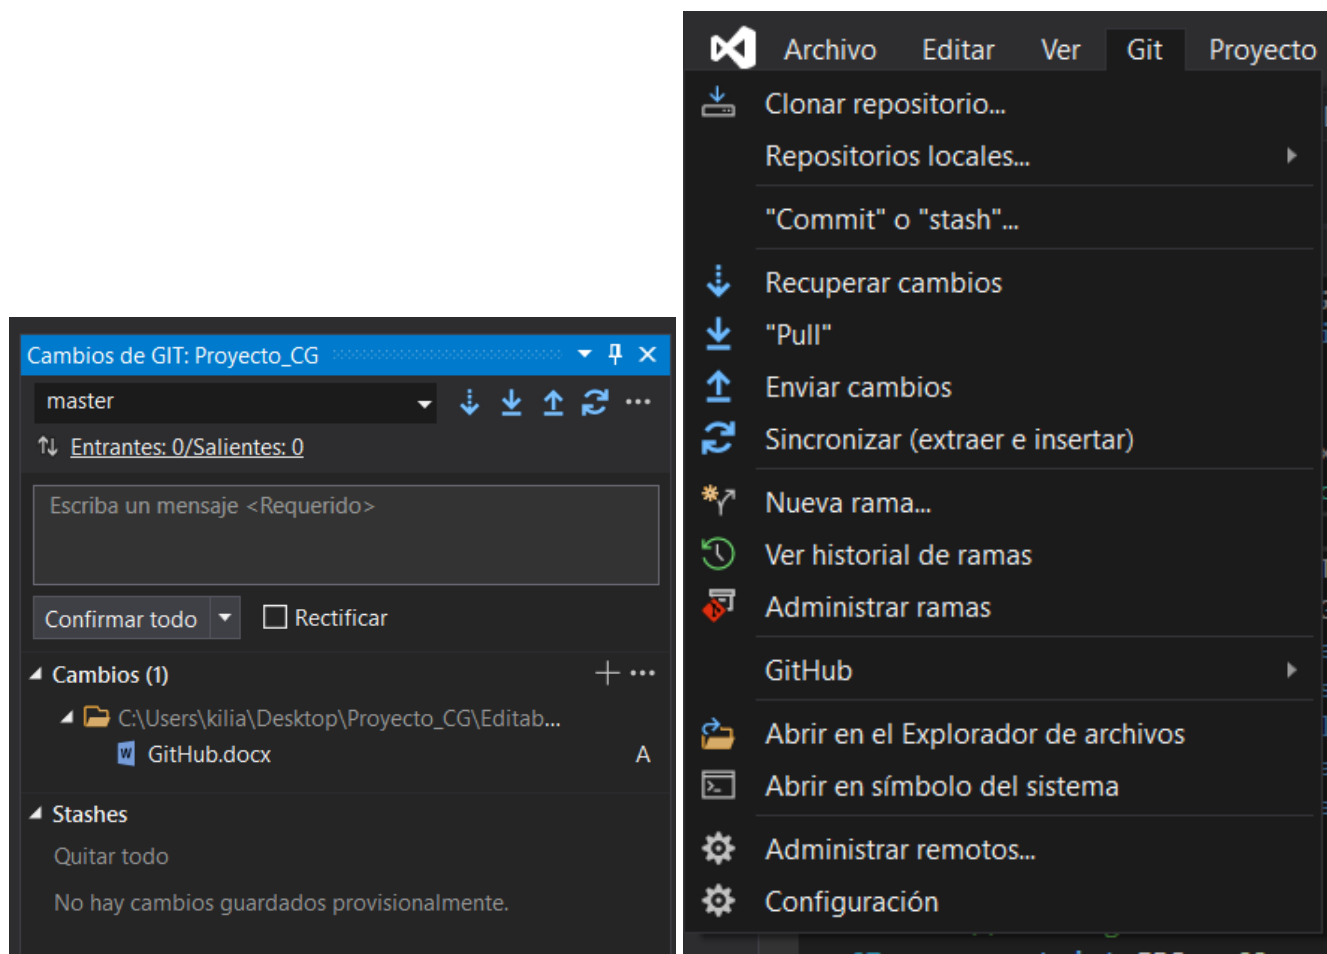 Cambios de GIT: Proyecto_CG
master
Entrantes: 0/Salientes: 0
Escriba un mensaje <Requerido>
Confirmar todo
Rectificar
Cambios (1)
C:\Users\kilia\Desktop\Proyecto_CG\Editab...
GitHub.docx A
Stashes
Quitar todo
No hay cambios guardados provisionalmente.
Archivo Editar Ver Git Proyecto
Clonar repositorio...
Repositorios locales...
"Commit" o "stash"...
Recuperar cambios
"Pull"
Enviar cambios
Sincronizar (extraer e insertar)
Nueva rama...
Ver historial de ramas
Administrar ramas
GitHub
Abrir en el Explorador de archivos
Abrir en símbolo del sistema
Administrar remotos...
Configuración